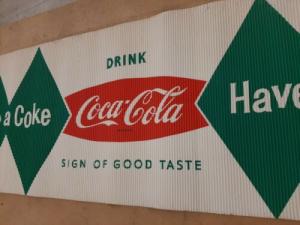 DRINK
a Coke
Coca-Cola
Have
SIGN OF GOOD TASTE